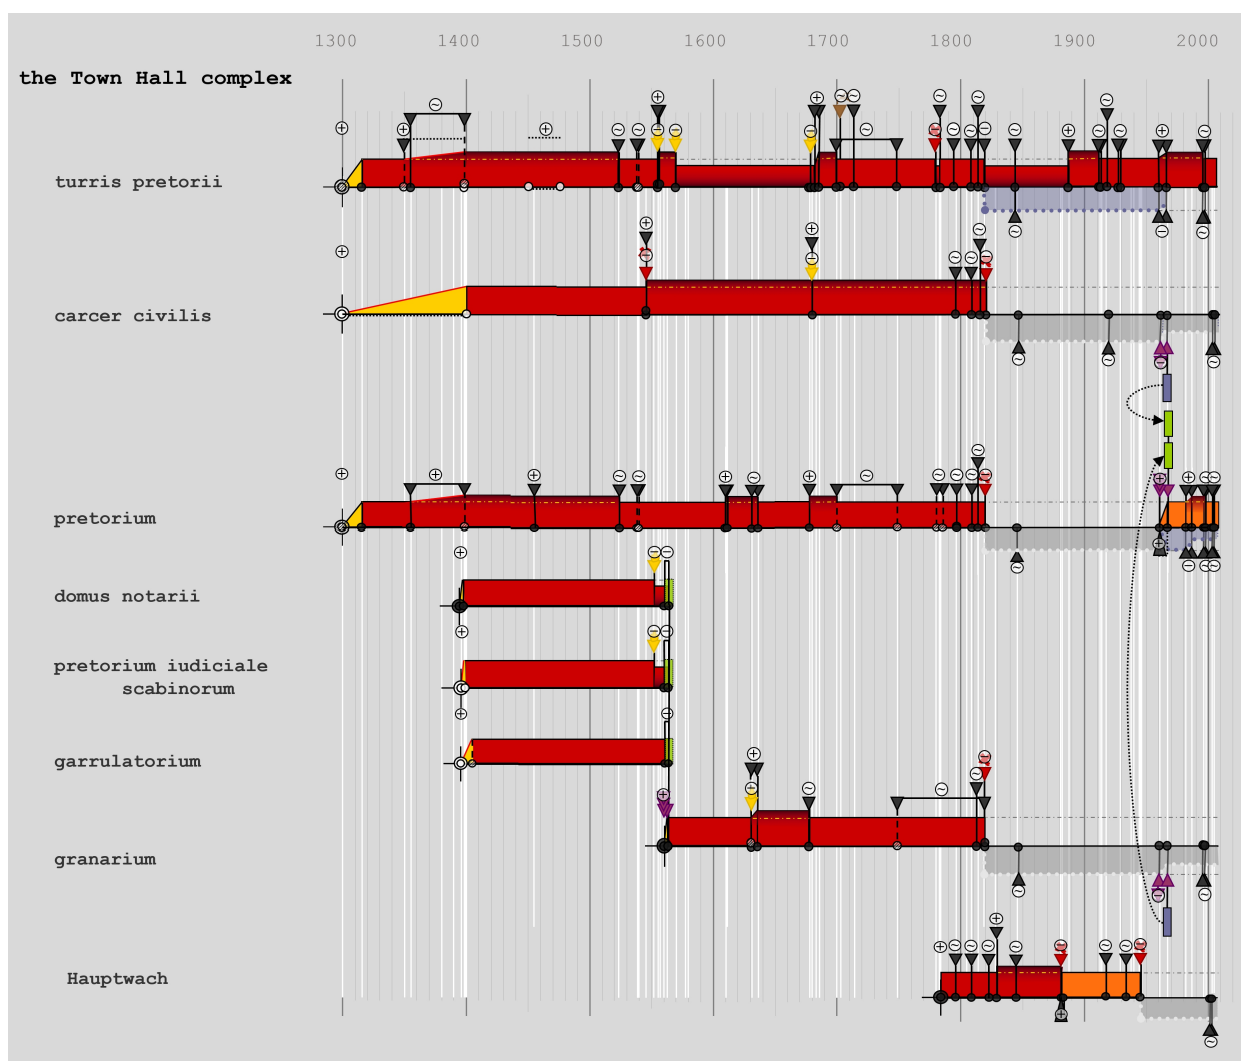 1300 1400 1500 1600 1700 1800 1900 2000
the Town Hall complex
turris pretorii
carcer civilis
pretorium
domus notarii
pretorium iudiciale
scabinorum
garrulatorium
granarium
Hauptwach